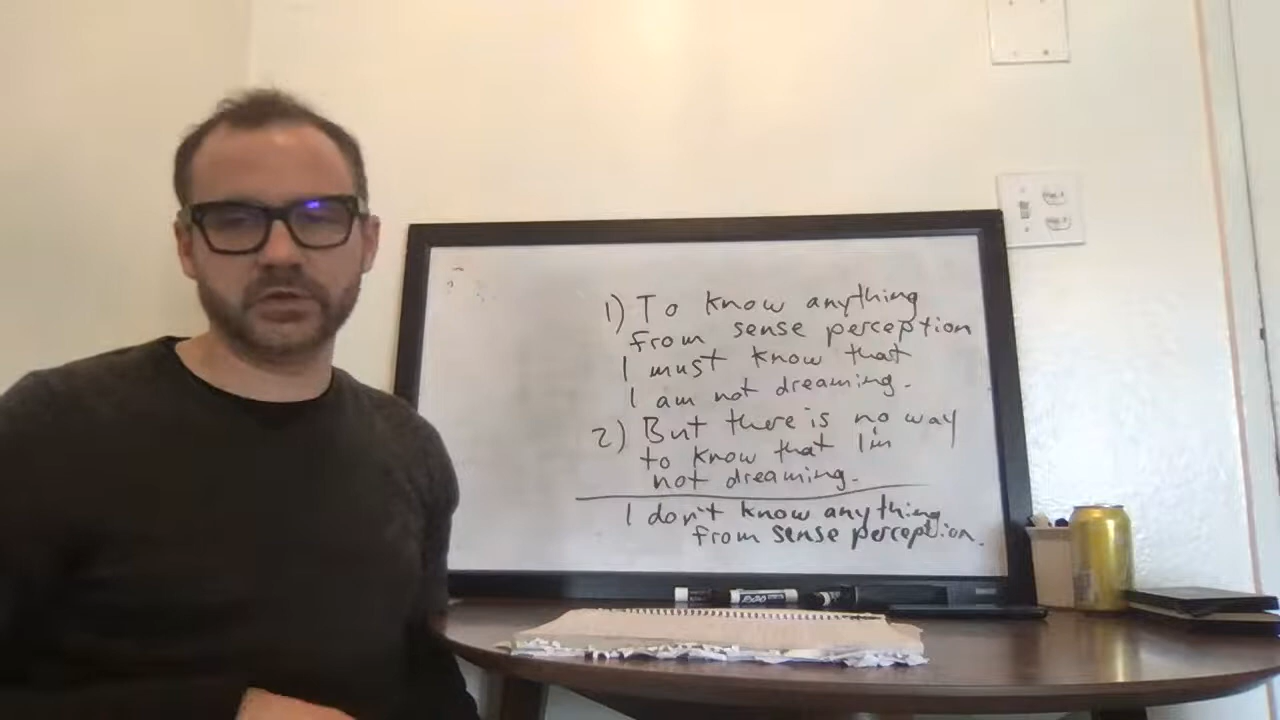 1) To know anything
from sense perception
I must know that
I am not dreaming.
2) But there is no way
to know that I'm
not dreaming.
I don't know anything
from sense perception.
EXPO